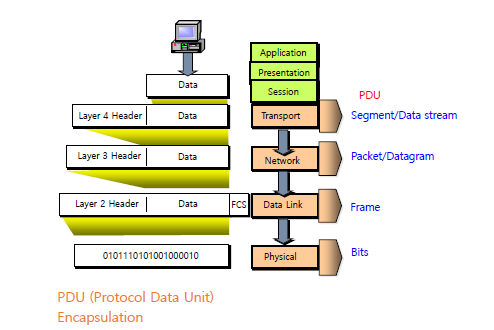 Application
Presentation
Data
Session
PDU
Layer 4 Header
Data
Transport
Segment/Data stream
Layer 3 Header
Data
Network
Packet/Datagram
Layer 2 Header
Data
FCS
Data Link
Frame
0101110101001000010
Physical
Bits
PDU (Protocol Data Unit)
Encapsulation